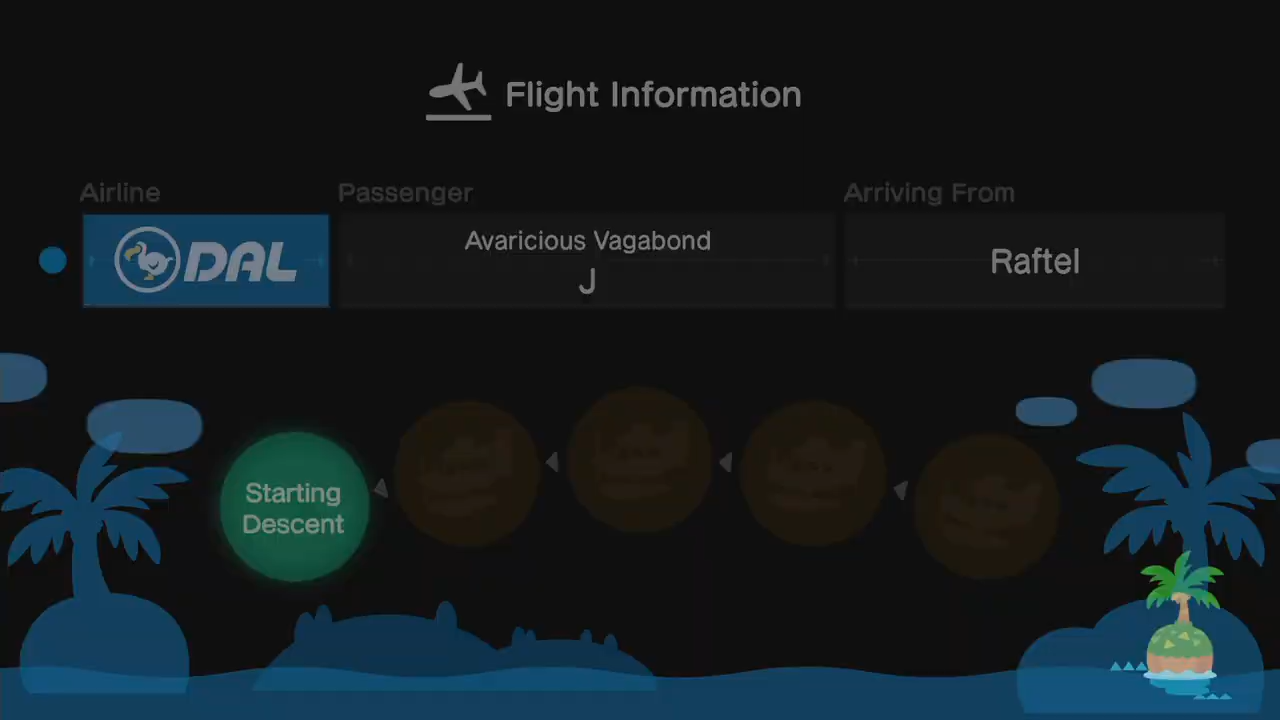 Flight Information
Airline
Passenger
Arriving From
DAL
Avaricious Vagabond
J
Raftel
Starting
Descent